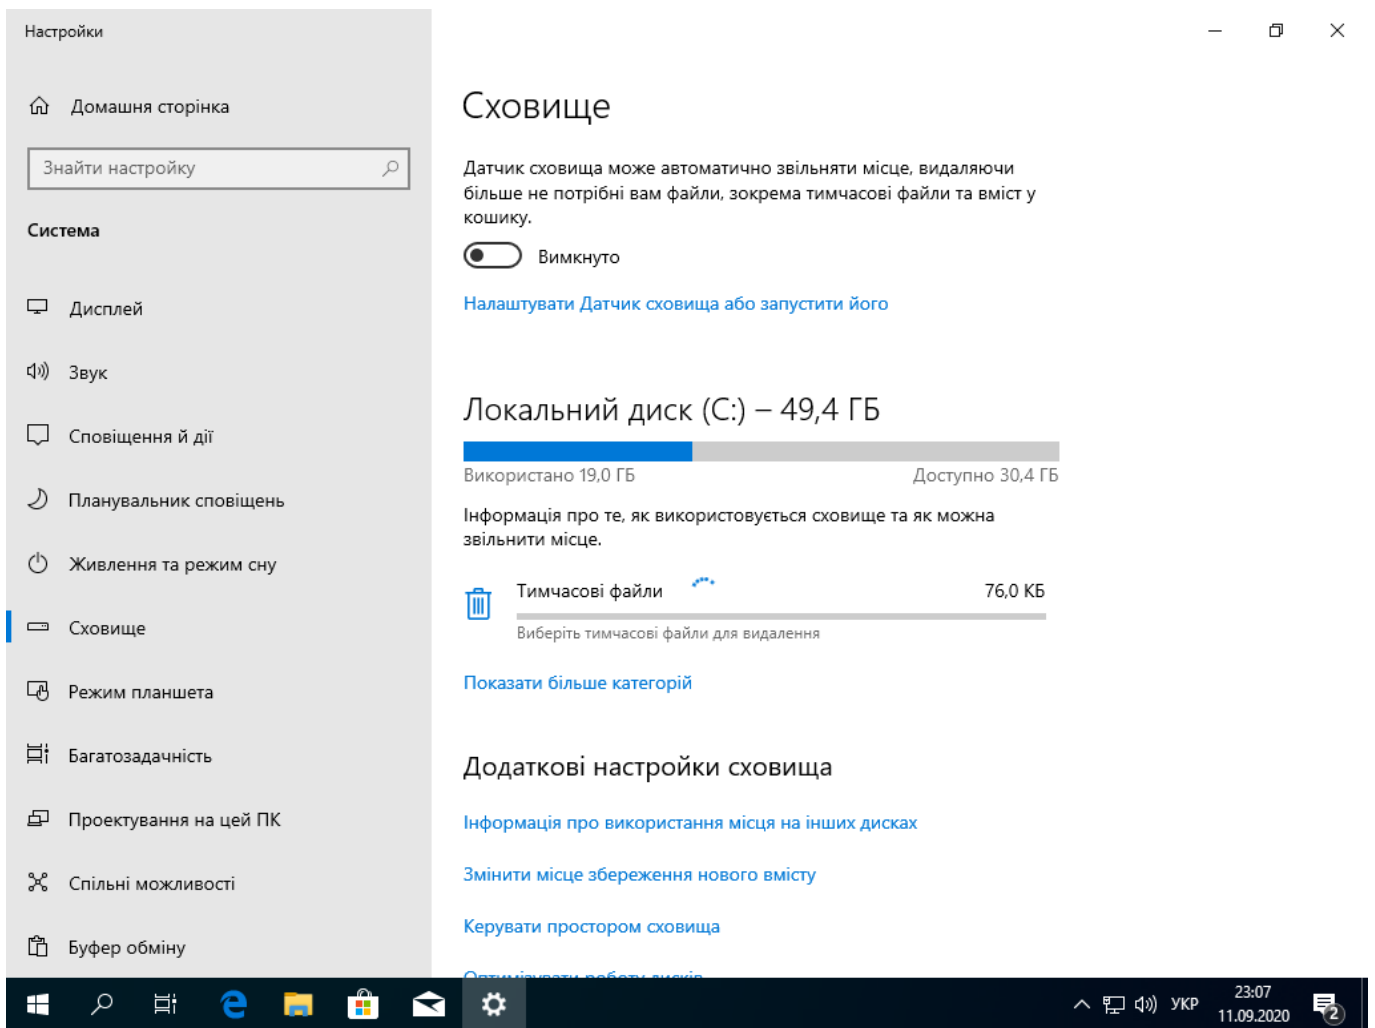 Настройки
Домашня сторінка
Знайти настройку
Система
Дисплей
Звук
Сповіщення й дії
Планувальник сповіщень
Живлення та режим сну
Сховище
Режим планшета
Багатозадачність
Проектування на цей ПК
Спільні можливості
Буфер обміну
Сховище
Датчик сховища може автоматично звільняти місце, видаляючи
більше не потрібні вам файли, зокрема тимчасові файли та вміст у
кошику.
Вимкнуто
Налаштувати Датчик сховища або запустити його
Локальний диск (C:) – 49,4 ГБ
Використано 19,0 ГБ
Доступно 30,4 ГБ
Інформація про те, як використовується сховище та як можна
звільнити місце.
Тимчасові файли
76,0 КБ
Виберіть тимчасові файли для видалення
Показати більше категорій
Додаткові настройки сховища
Інформація про використання місця на інших дисках
Змінити місце збереження нового вмісту
Керувати простором сховища
Оптимізувати роботу дисків
УКР
23:07
11.09.2020
2